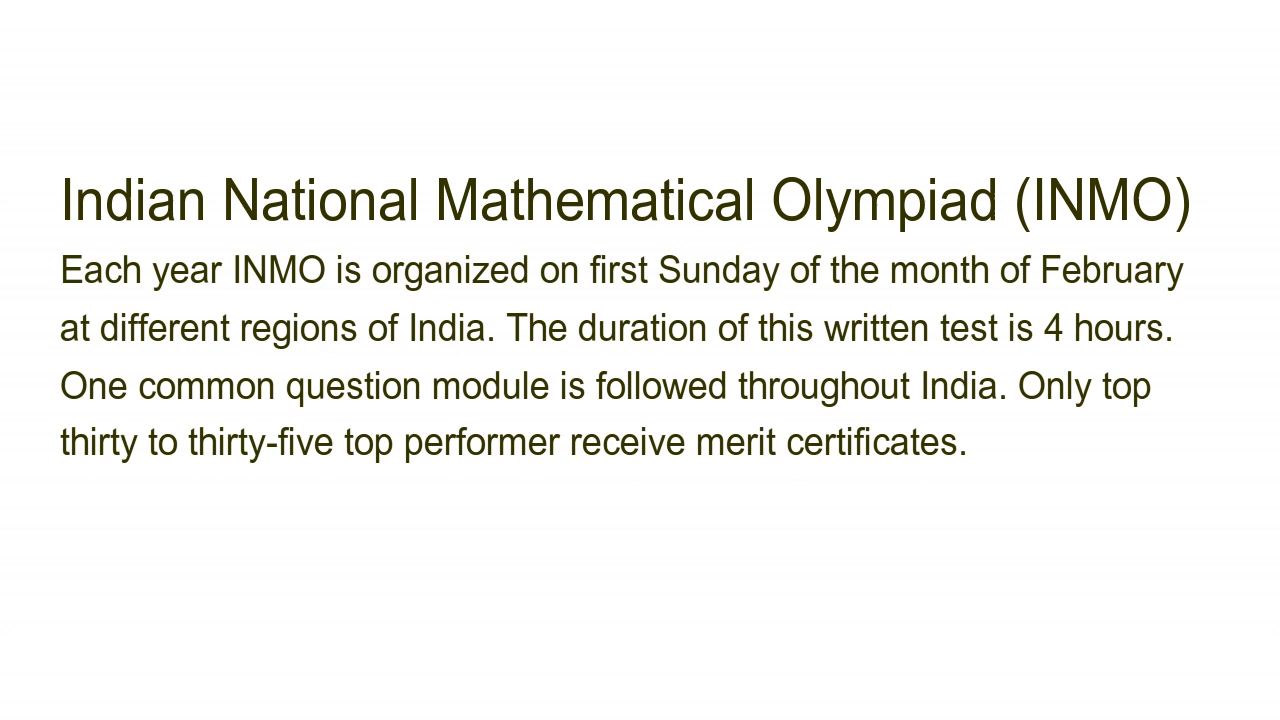 Indian National Mathematical Olympiad (INMO)
Each year INMO is organized on first Sunday of the month of February
at different regions of India. The duration of this written test is 4 hours.
One common question module is followed throughout India. Only top
thirty to thirty-five top performer receive merit certificates.